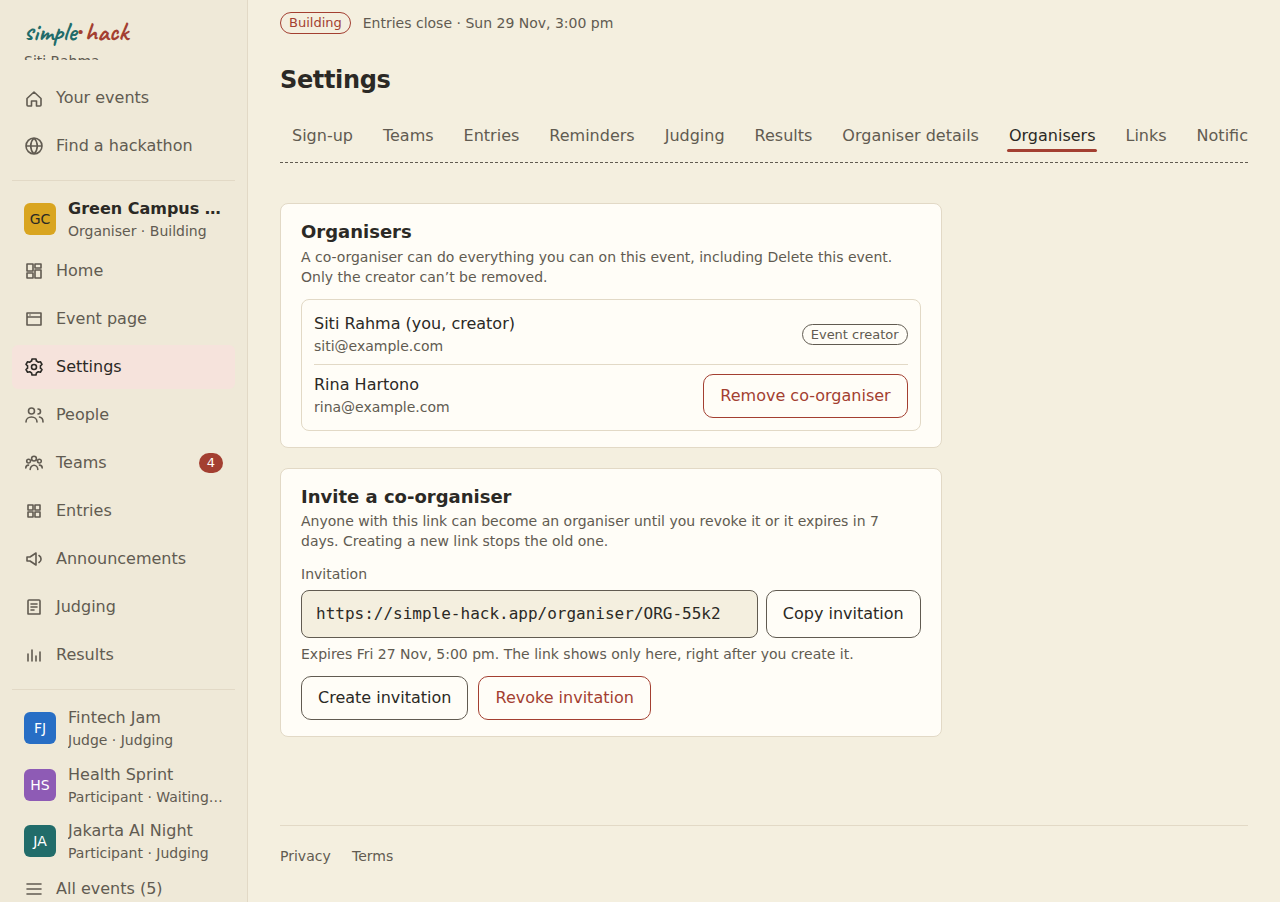 simple·hack
Siti Rahma
Your events
Find a hackathon
GC
Green Campus …
Organiser · Building
Home
Event page
Settings
People
Teams
4
Entries
Announcements
Judging
Results
FJ
Fintech Jam
Judge · Judging
HS
Health Sprint
Participant · Waiting…
JA
Jakarta AI Night
Participant · Judging
All events (5)
Building
Entries close · Sun 29 Nov, 3:00 pm
Settings
Sign-up Teams Entries Reminders Judging Results Organiser details Organisers Links Notific
Organisers
A co-organiser can do everything you can on this event, including Delete this event.
Only the creator can’t be removed.
Siti Rahma (you, creator)
siti@example.com
Event creator
Rina Hartono
rina@example.com
Remove co-organiser
Invite a co-organiser
Anyone with this link can become an organiser until you revoke it or it expires in 7
days. Creating a new link stops the old one.
Invitation
https://simple-hack.app/organiser/ORG-55k2
Copy invitation
Expires Fri 27 Nov, 5:00 pm. The link shows only here, right after you create it.
Create invitation
Revoke invitation
Privacy Terms